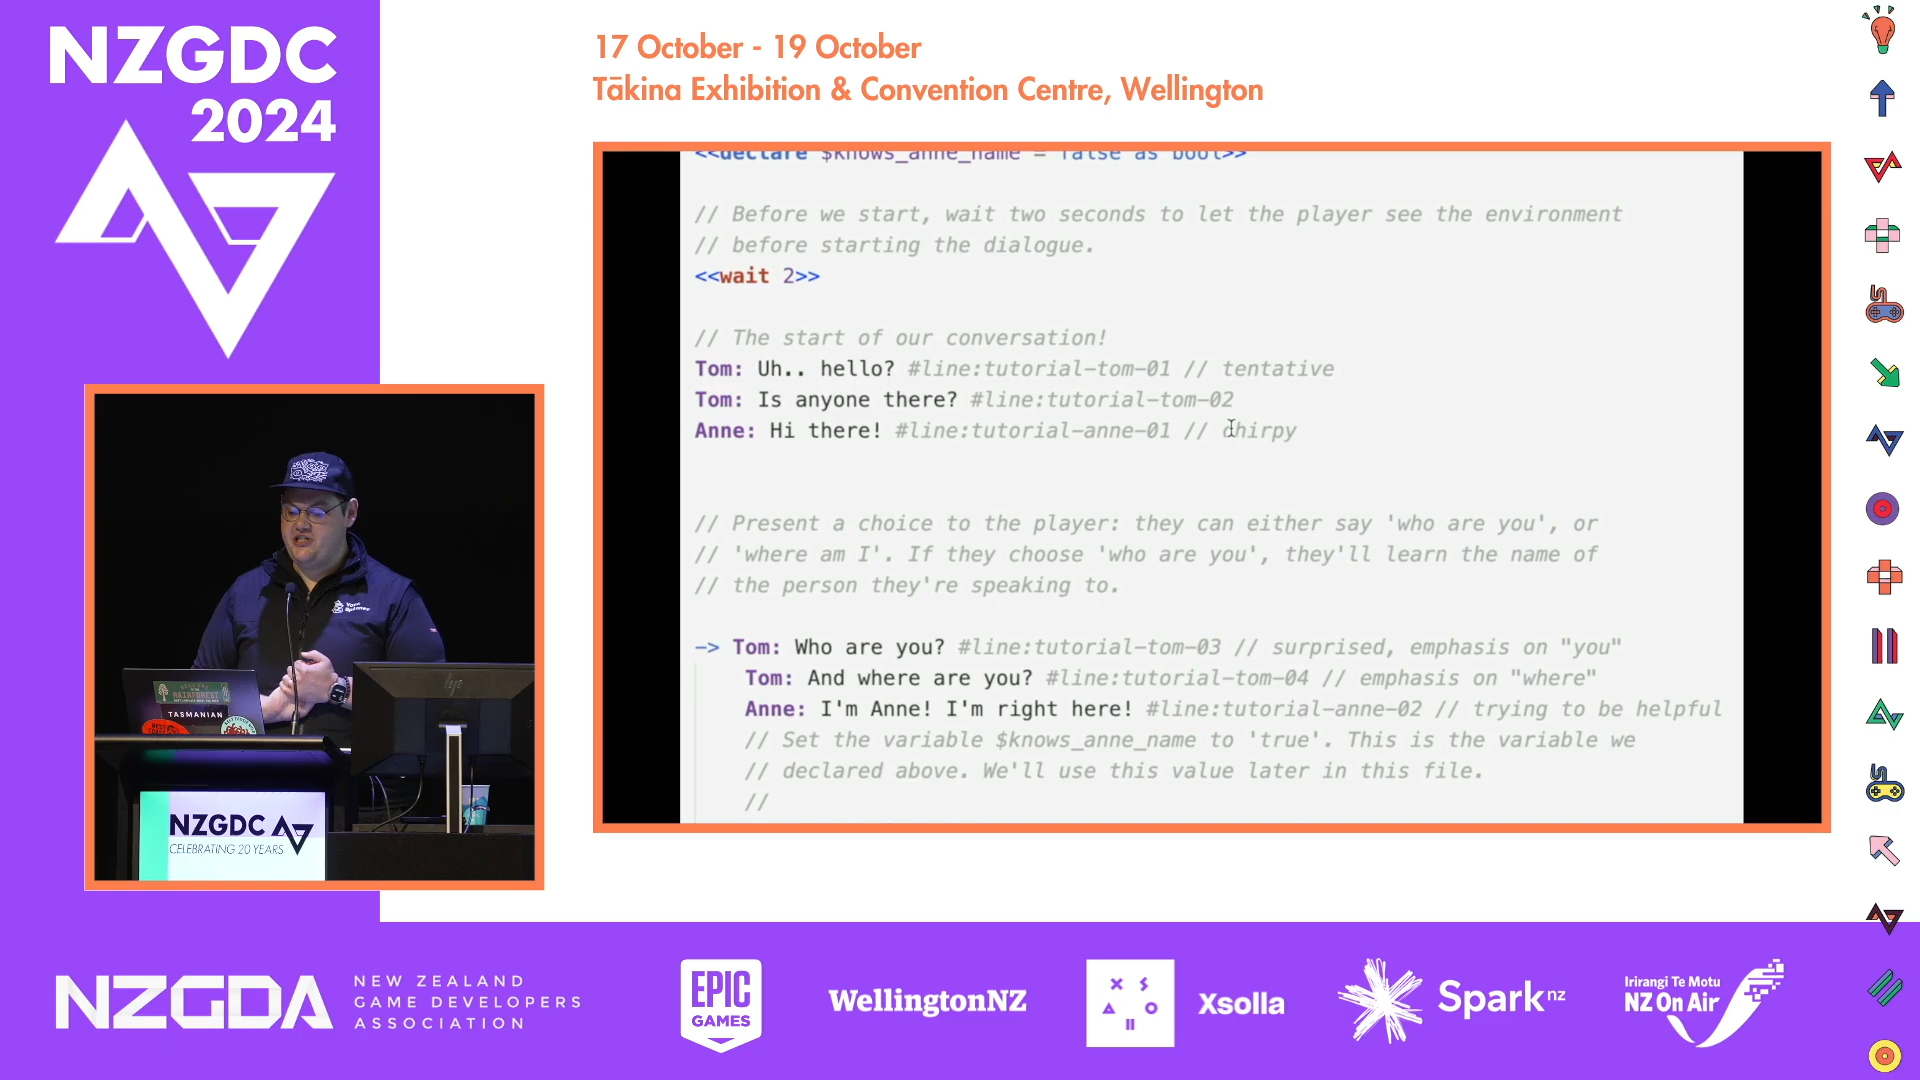 NZGDC
2024
17 October - 19 October
Tākina Exhibition & Convention Centre, Wellington
<<declare $knows_anne_name = false as bool>>
// Before we start, wait two seconds to let the player see the environment
// before starting the dialogue.
<<wait 2>>
// The start of our conversation!
Tom: Uh.. hello? #line:tutorial-tom-01 // tentative
Tom: Is anyone there? #line:tutorial-tom-02
Anne: Hi there! #line:tutorial-anne-01 // chirpy
// Present a choice to the player: they can either say 'who are you', or
// 'where am I'. If they choose 'who are you', they'll learn the name of
// the person they're speaking to.
-> Tom: Who are you? #line:tutorial-tom-03 // surprised, emphasis on "you"
Tom: And where are you? #line:tutorial-tom-04 // emphasis on "where"
Anne: I'm Anne! I'm right here! #line:tutorial-anne-02 // trying to be helpful
// Set the variable $knows_anne_name to 'true'. This is the variable we
// declared above. We'll use this value later in this file.
//
Yarn
Spinner
RAINFOREST
TASMANIAN
hp
NZGDC
CELEBRATING 20 YEARS
NZGDA
NEW ZEALAND
GAME DEVELOPERS
ASSOCIATION
EPIC
GAMES
WellingtonNZ
Xsolla
Spark nz
Irirangi Te Motu
NZ On Air